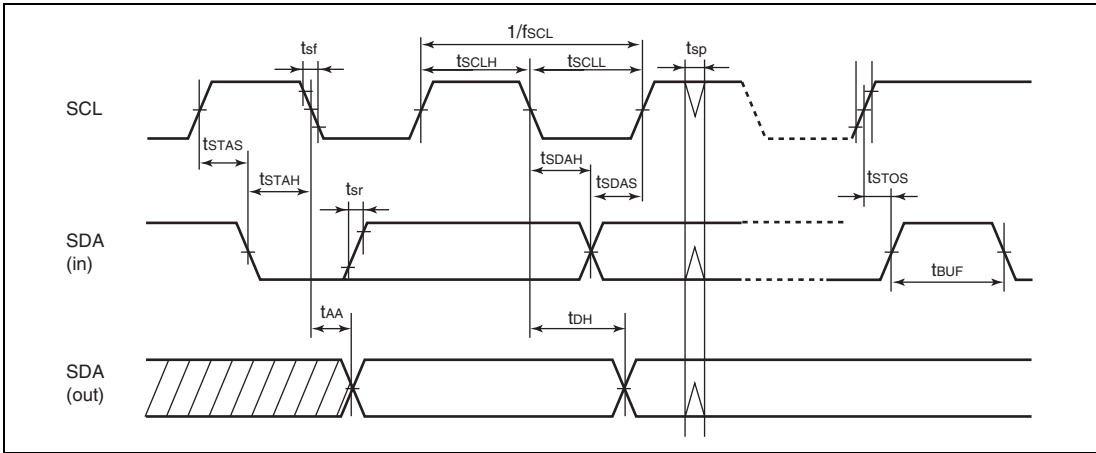 1/fSCL
tsf
tSCLH
tSCLL
tsp
SCL
tSTAS
tSTAH
tsr
tSDAH
tSDAS
tSTOS
SDA
(in)
tBUF
tAA
tDH
SDA
(out)